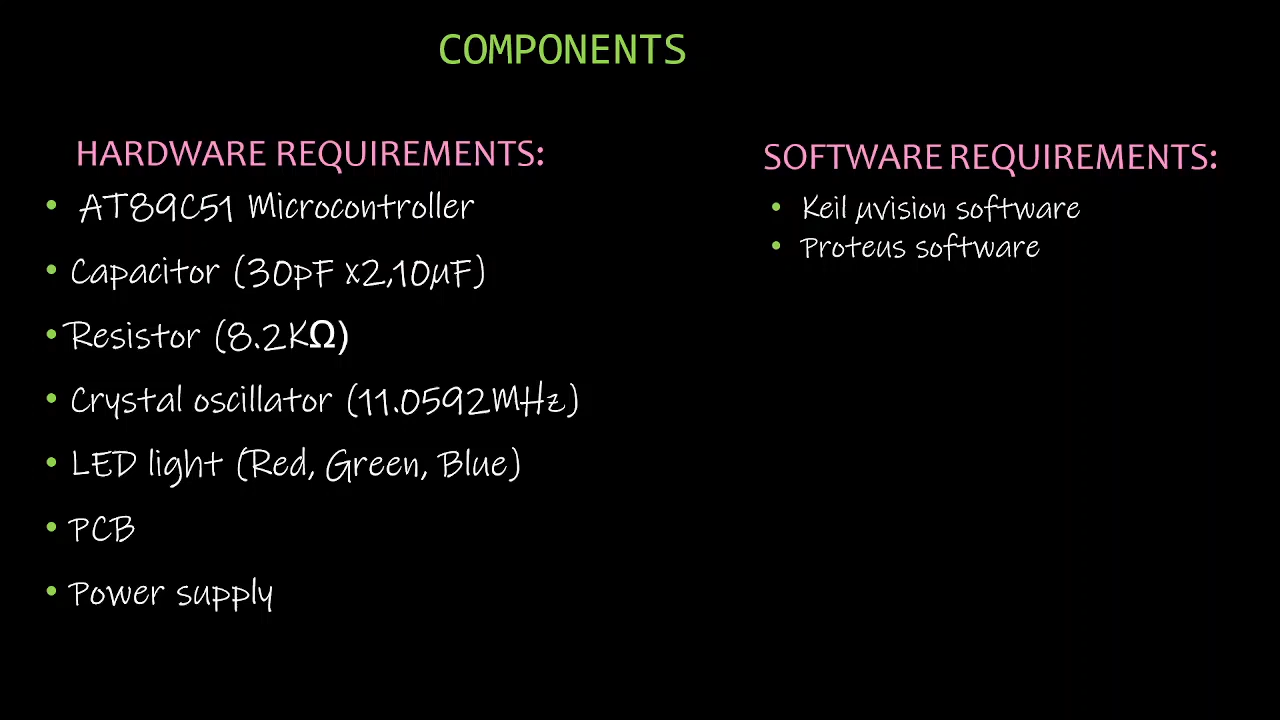 COMPONENTS
HARDWARE REQUIREMENTS:
• AT89C51 Microcontroller
• Capacitor (30pF x2,10µF)
• Resistor (8.2KΩ)
• Crystal oscillator (11.0592MHz)
• LED light (Red, Green, Blue)
• PCB
• Power supply
SOFTWARE REQUIREMENTS:
• Keil µvision software
• Proteus software